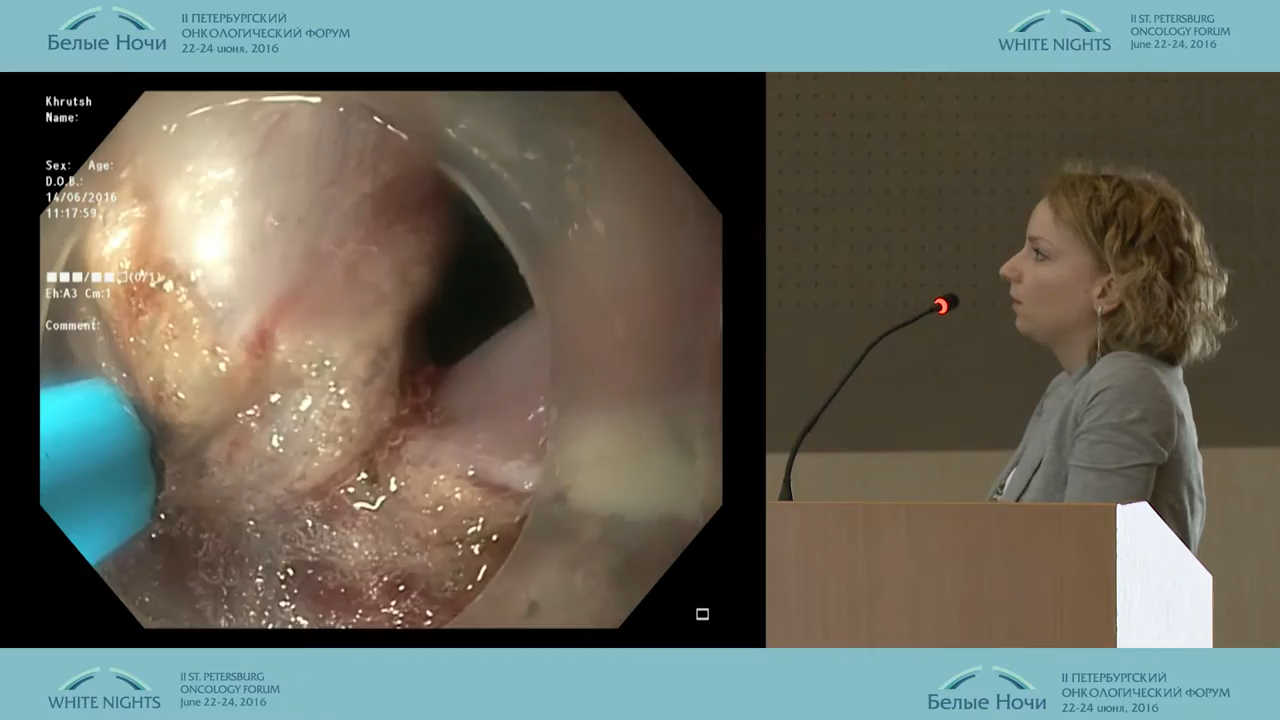 Белые Ночи
II ПЕТЕРБУРГСКИЙ
ОНКОЛОГИЧЕСКИЙ ФОРУМ
22-24 июня, 2016
WHITE NIGHTS
II ST. PETERSBURG
ONCOLOGY FORUM
June 22-24, 2016
Khrutsh
Name:
Sex: Age:
D.O.B.:
14/06/2016
11:17:59
(0/1)
Eh:A3 Cm:1
Comment:
WHITE NIGHTS
II ST. PETERSBURG
ONCOLOGY FORUM
June 22-24, 2016
Белые Ночи
II ПЕТЕРБУРГСКИЙ
ОНКОЛОГИЧЕСКИЙ ФОРУМ
22-24 июня, 2016